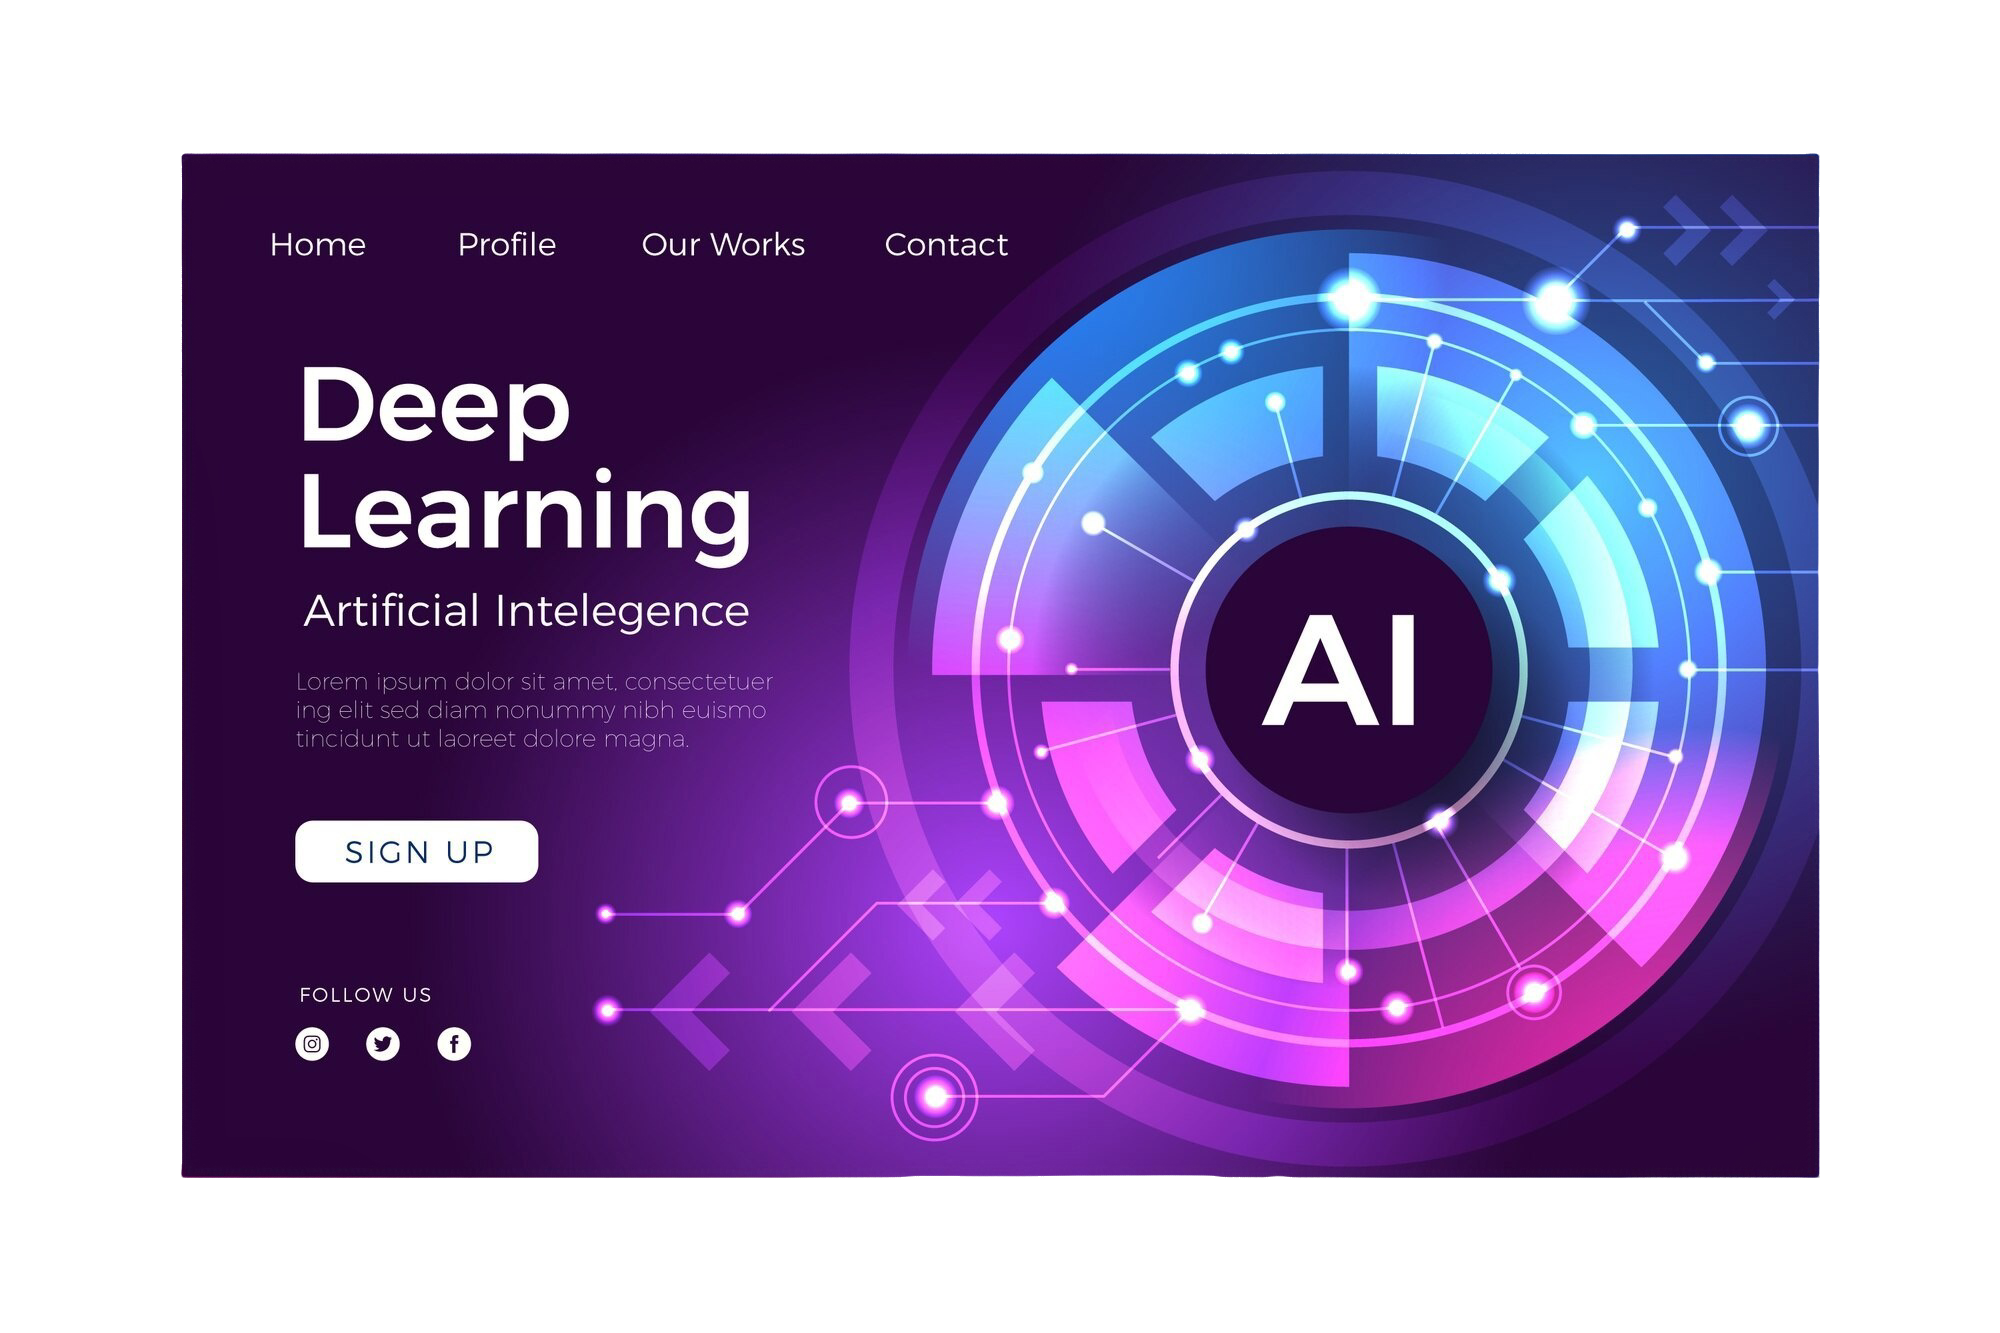 Home Profile Our Works Contact
Deep
Learning
Artificial Intelegence
Lorem ipsum dolor sit amet, consectetuer
ing elit sed diam nonummy nibh euismo
tincidunt ut laoreet dolore magna.
SIGN UP
FOLLOW US
AI